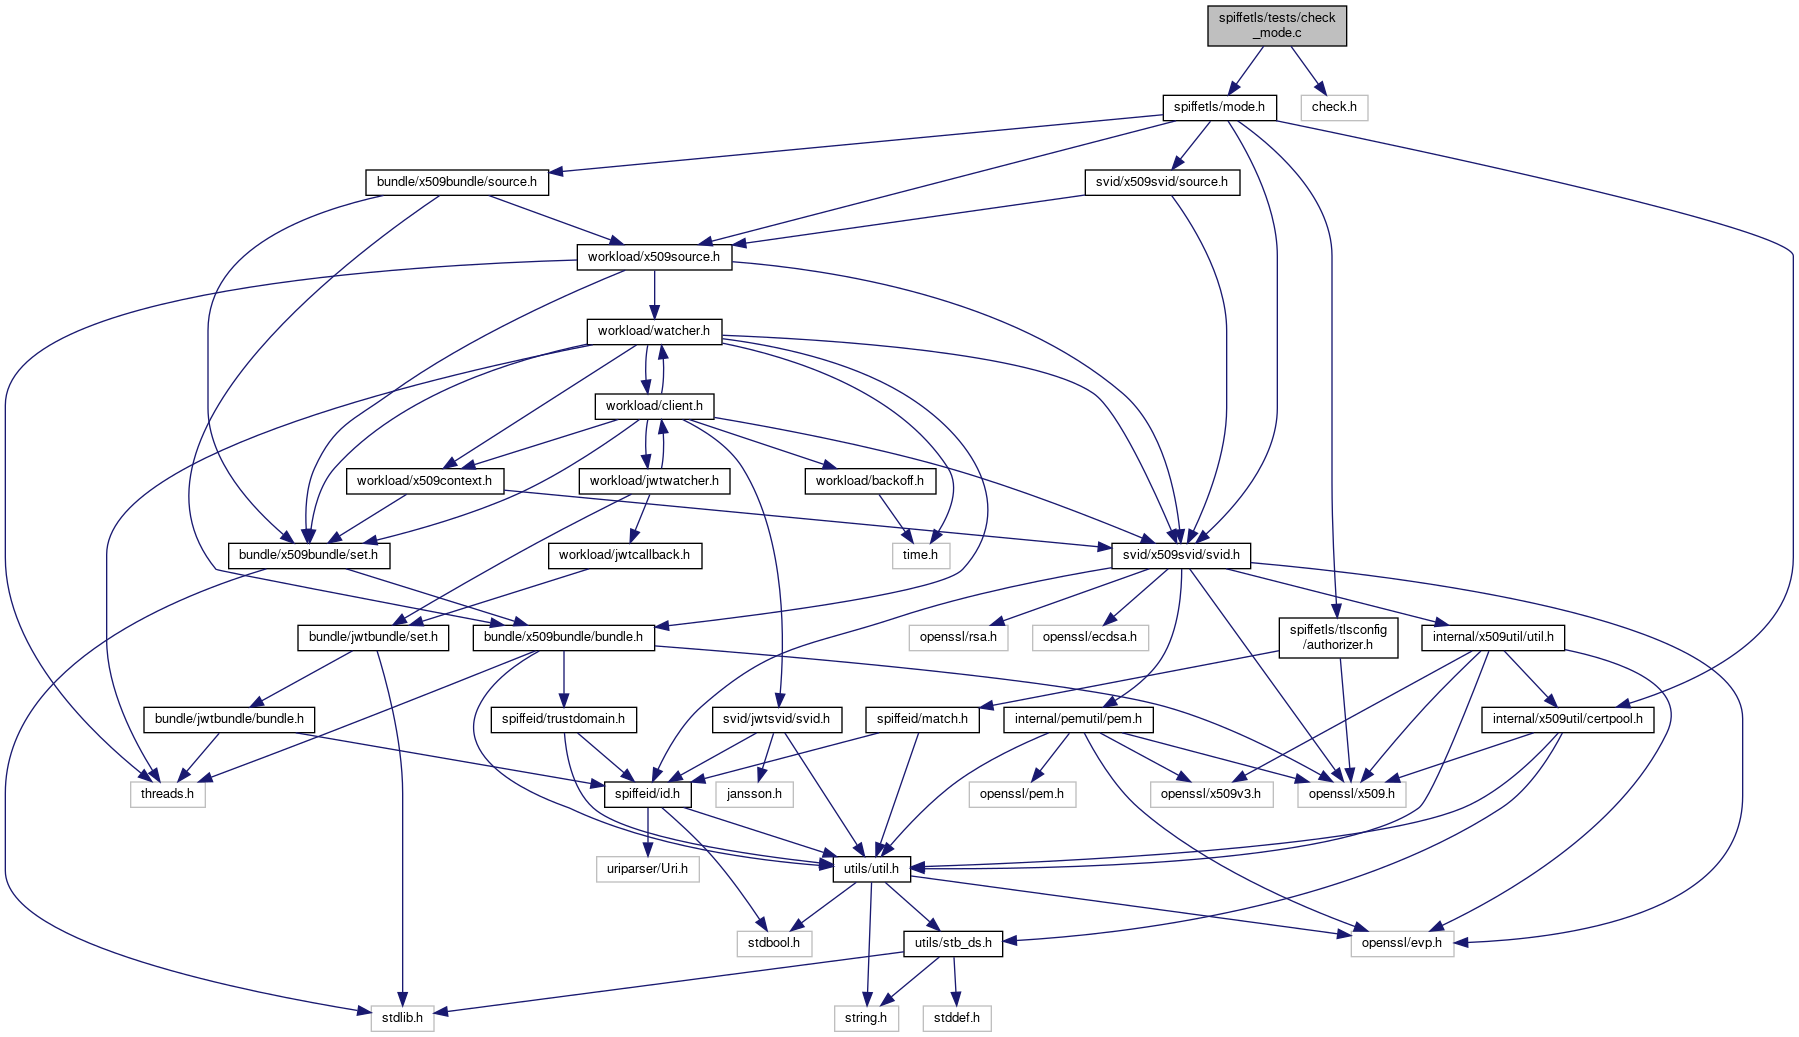 spiffetls/tests/check
_mode.c
spiffetls/mode.h
check.h
bundle/x509bundle/source.h
svid/x509svid/source.h
workload/x509source.h
workload/watcher.h
workload/client.h
workload/x509context.h
workload/jwtwatcher.h
workload/backoff.h
bundle/x509bundle/set.h
workload/jwtcallback.h
time.h
svid/x509svid/svid.h
bundle/jwtbundle/set.h
bundle/x509bundle/bundle.h
openssl/rsa.h
openssl/ecdsa.h
spiffetls/tlsconfig
/authorizer.h
internal/x509util/util.h
bundle/jwtbundle/bundle.h
spiffeid/trustdomain.h
svid/jwtsvid/svid.h
spiffeid/match.h
internal/pemutil/pem.h
internal/x509util/certpool.h
threads.h
spiffeid/id.h
jansson.h
openssl/pem.h
openssl/x509v3.h
openssl/x509.h
uriparser/Uri.h
utils/util.h
stdbool.h
utils/stb_ds.h
openssl/evp.h
stdlib.h
string.h
stddef.h